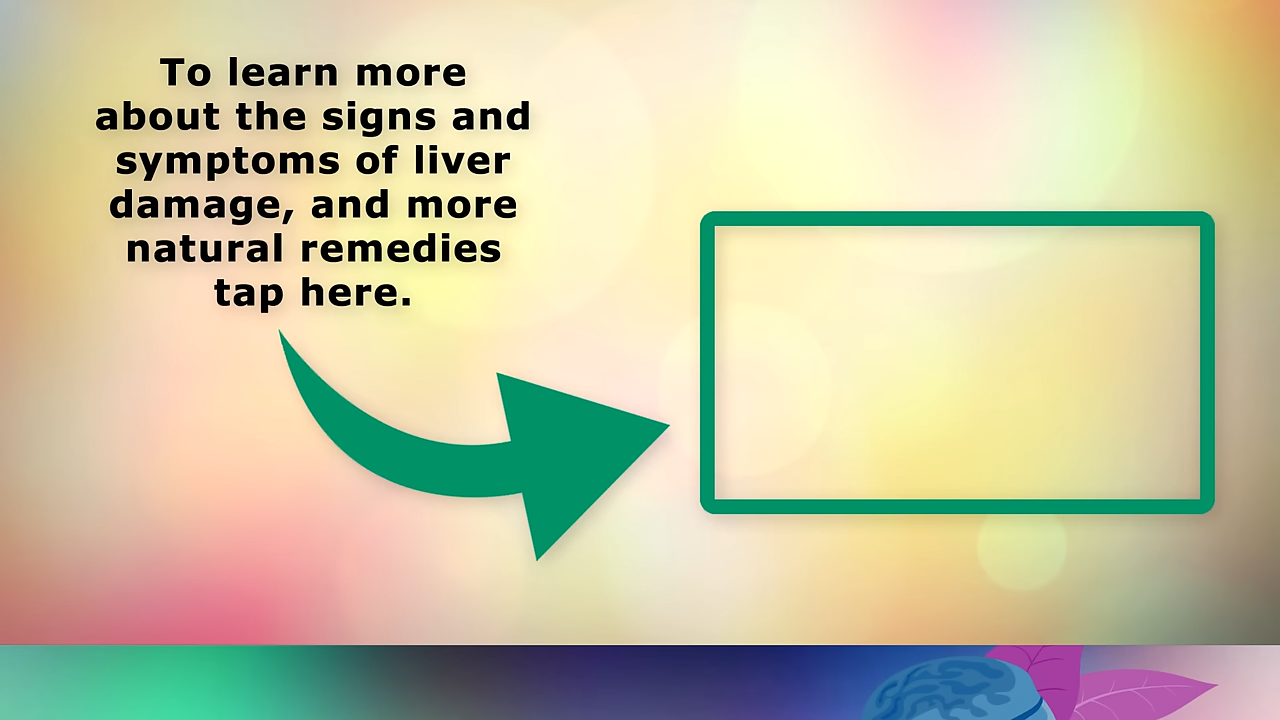 To learn more
about the signs and
symptoms of liver
damage, and more
natural remedies
tap here.